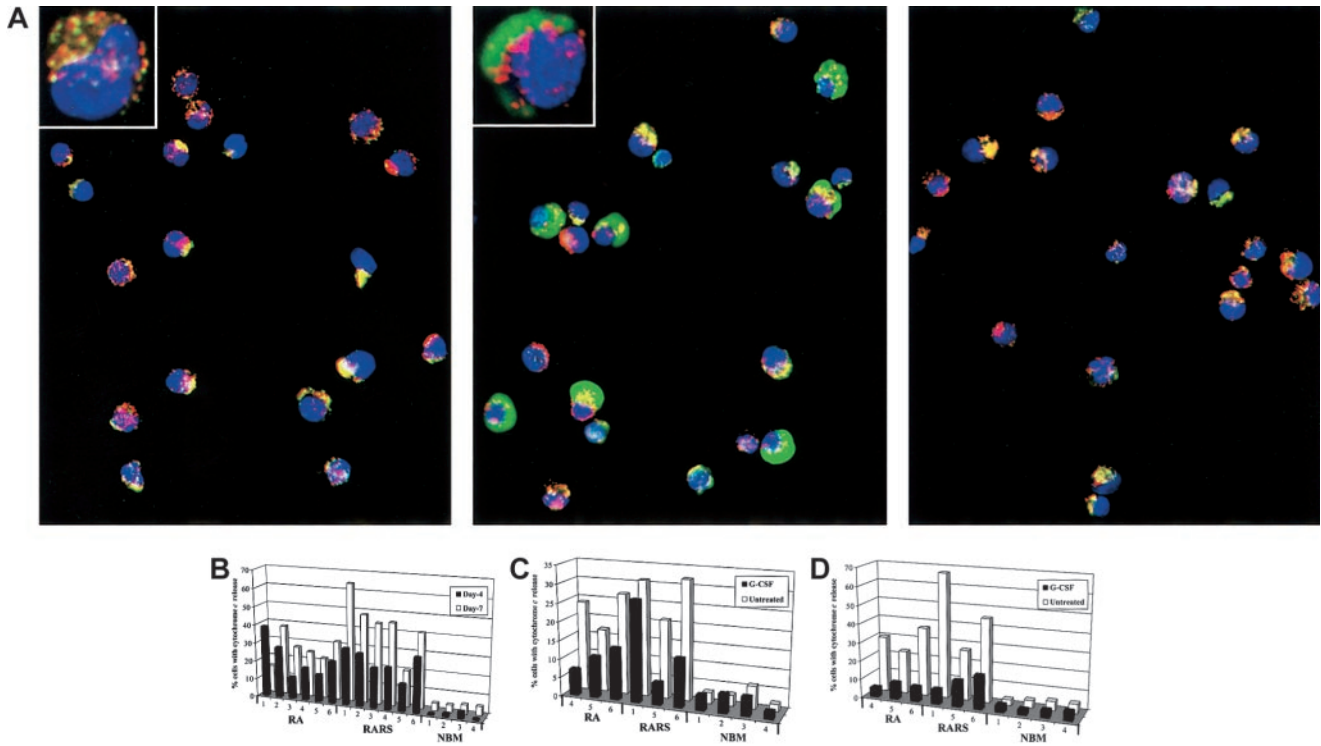 A
B
% cells with cytochrome c release
70
60
50
40
30
20
10
0
Day-4
Day-7
1 2 3 4 5 6 1 2 3 4 5 6 1 2 3 4
RA RARS NBM
C
% cells with cytochrome c release
35
30
25
20
15
10
5
0
G-CSF
Untreated
4 5 6 1 5 6 1 2 3 4
RA RARS NBM
D
% cells with cytochrome c release
70
60
50
40
30
20
10
0
G-CSF
Untreated
4 5 6 1 5 6 1 2 3 4
RA RARS NBM